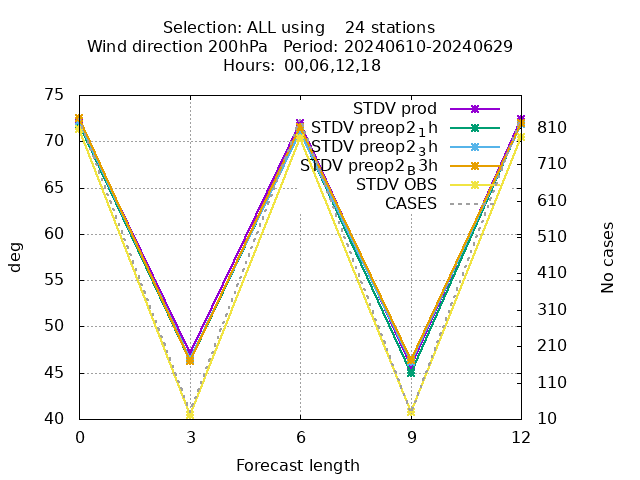 Selection: ALL using    24 stations
Wind direction 200hPa   Period: 20240610-20240629
Hours: 00,06,12,18
STDV prod
STDV preop2₁h
STDV preop2₃h
STDV preop2_B3h
STDV OBS
CASES
75
70
65
60
55
50
45
40
deg
810
710
610
510
410
310
210
110
10
No cases
0 3 6 9 12
Forecast length